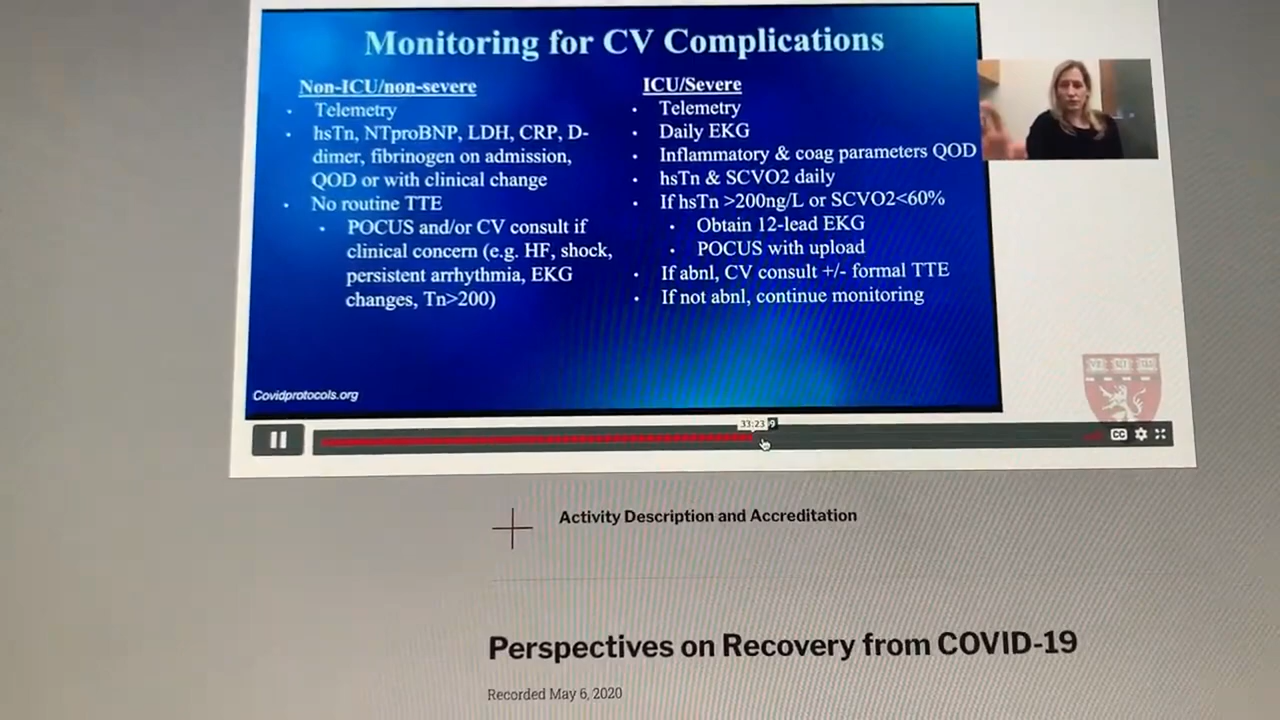 Monitoring for CV Complications
Non-ICU/non-severe
• Telemetry
• hsTn, NTproBNP, LDH, CRP, D-
dimer, fibrinogen on admission,
QOD or with clinical change
• No routine TTE
• POCUS and/or CV consult if
clinical concern (e.g. HF, shock,
persistent arrhythmia, EKG
changes, Tn>200)
ICU/Severe
• Telemetry
• Daily EKG
• Inflammatory & coag parameters QOD
• hsTn & SCVO2 daily
• If hsTn >200ng/L or SCVO2<60%
• Obtain 12-lead EKG
• POCUS with upload
• If abnl, CV consult +/- formal TTE
• If not abnl, continue monitoring
Covidprotocols.org
33:23
CC
Activity Description and Accreditation
Perspectives on Recovery from COVID-19
Recorded May 6, 2020